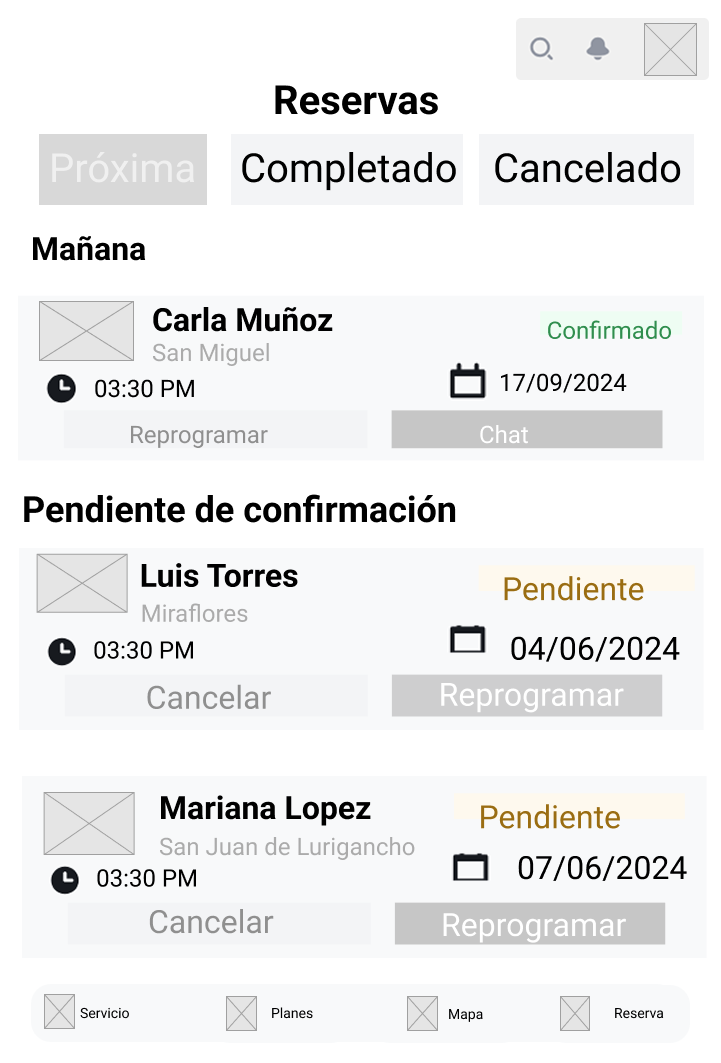 Reservas
Próxima
Completado
Cancelado
Mañana
Carla Muñoz
Confirmado
San Miguel
03:30 PM
17/09/2024
Reprogramar
Chat
Pendiente de confirmación
Luis Torres
Pendiente
Miraflores
03:30 PM
04/06/2024
Cancelar
Reprogramar
Mariana Lopez
Pendiente
San Juan de Lurigancho
03:30 PM
07/06/2024
Cancelar
Reprogramar
Servicio
Planes
Mapa
Reserva